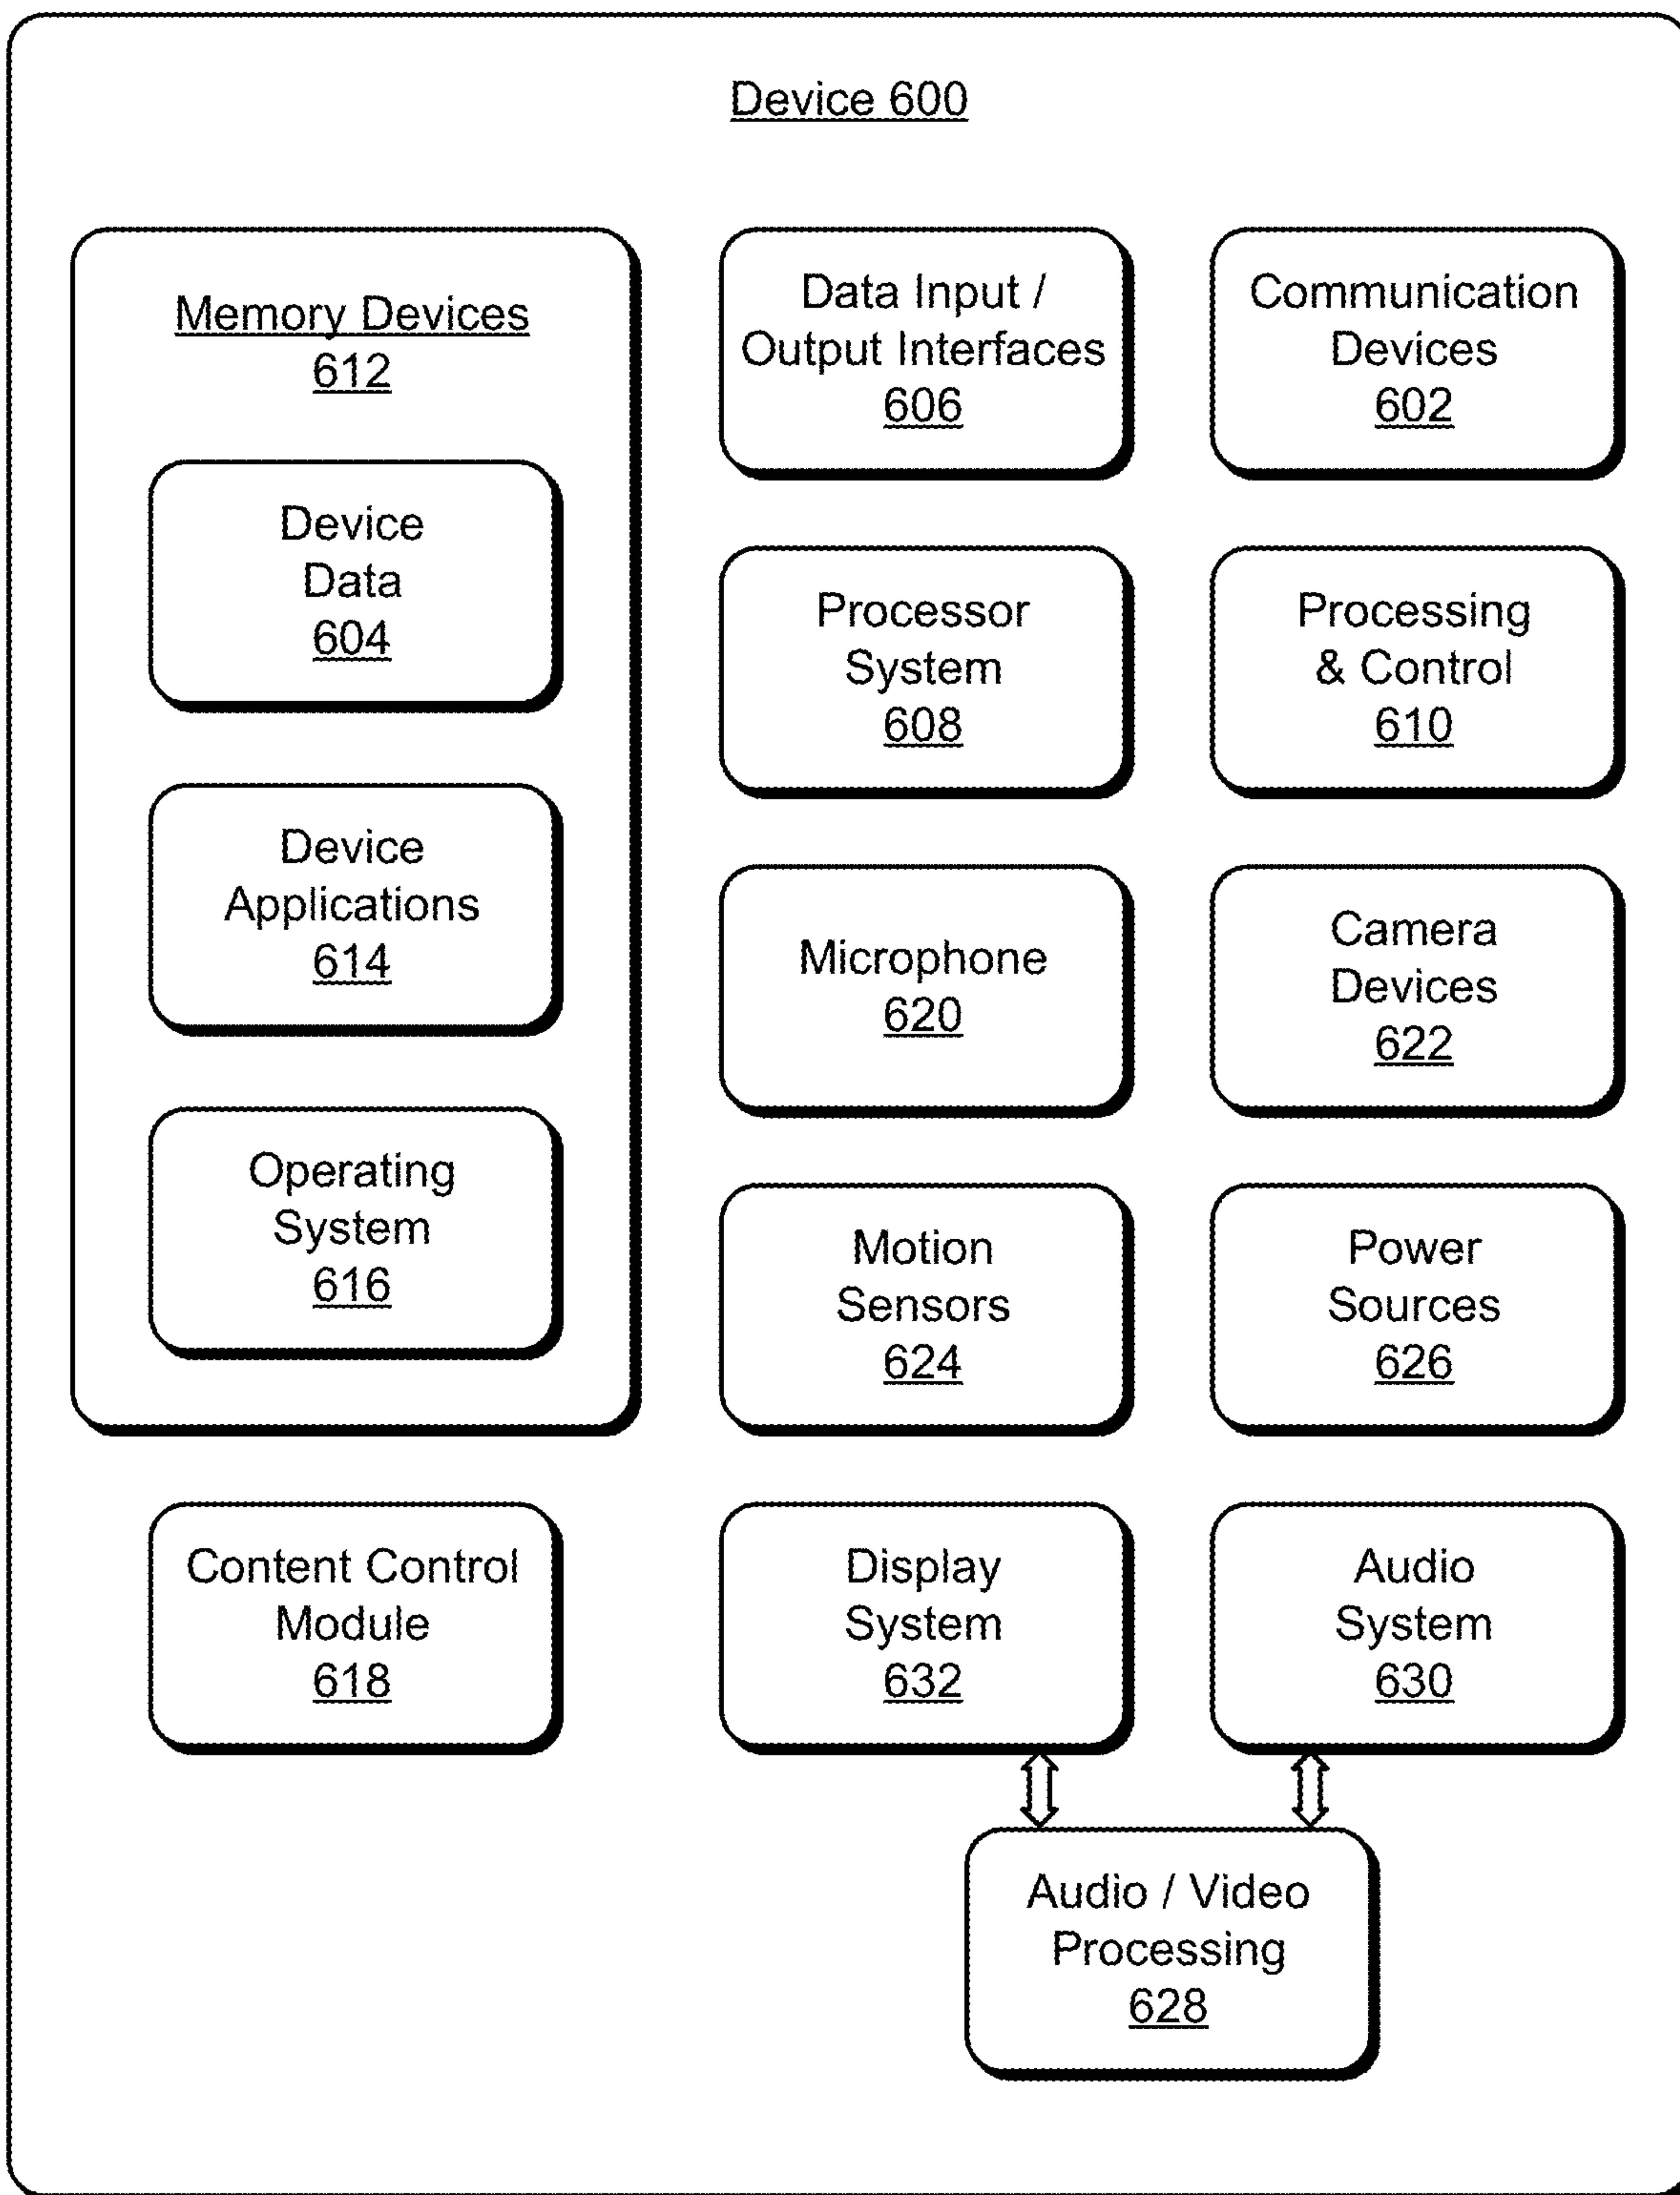 Device 600
Memory Devices
612
Device
Data
604
Device
Applications
614
Operating
System
616
Content Control
Module
618
Data Input /
Output Interfaces
606
Communication
Devices
602
Processor
System
608
Processing
& Control
610
Microphone
620
Camera
Devices
622
Motion
Sensors
624
Power
Sources
626
Display
System
632
Audio
System
630
Audio / Video
Processing
628